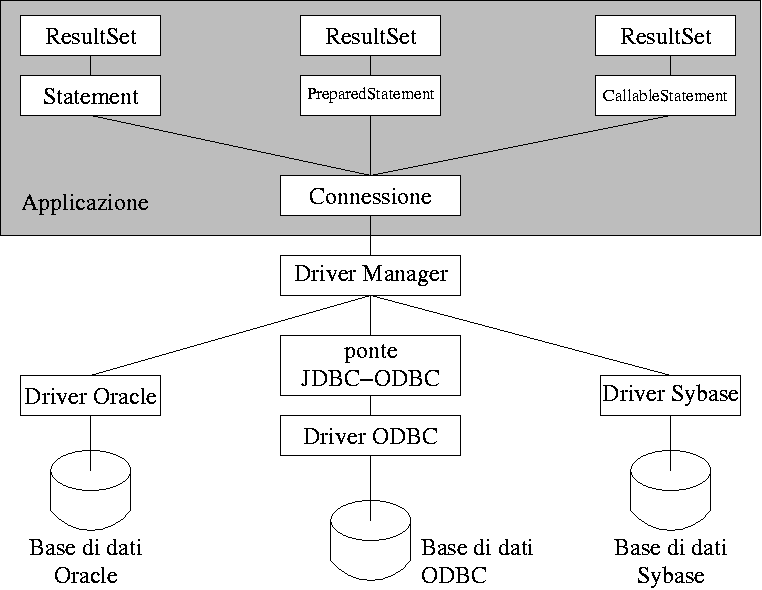 ResultSet
ResultSet
ResultSet
Statement
PreparedStatement
CallableStatement
Applicazione
Connessione
Driver Manager
ponte
JDBC−ODBC
Driver Oracle
Driver Sybase
Driver ODBC
Base di dati
Oracle
Base di dati
ODBC
Base di dati
Sybase